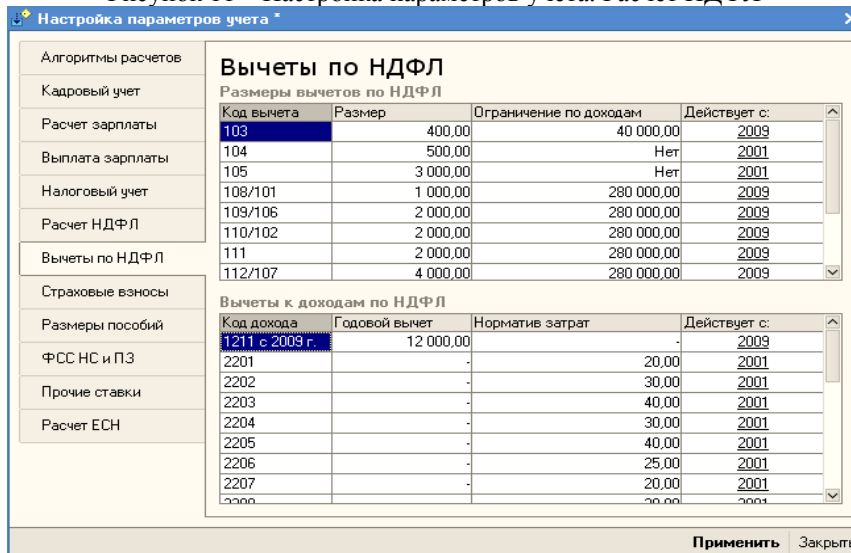 Настройка параметров учета *
Алгоритмы расчетов
Кадровый учет
Расчет зарплаты
Выплата зарплаты
Налоговый учет
Расчет НДФЛ
Вычеты по НДФЛ
Страховые взносы
Размеры пособий
ФСС НС и ПЗ
Прочие ставки
Расчет ЕСН
Вычеты по НДФЛ
Размеры вычетов по НДФЛ
Код вычета Размер Ограничение по доходам Действует с:
103 400,00 40 000,00 2009
104 500,00 Нет 2001
105 3 000,00 Нет 2001
108/101 1 000,00 280 000,00 2009
109/106 2 000,00 280 000,00 2009
110/102 2 000,00 280 000,00 2009
111 2 000,00 280 000,00 2009
112/107 4 000,00 280 000,00 2009
Вычеты к доходам по НДФЛ
Код дохода Годовой вычет Норматив затрат Действует с:
1211 с 2009 г. 12 000,00 - 2009
2201 - 20,00 2001
2202 - 30,00 2001
2203 - 40,00 2001
2204 - 30,00 2001
2205 - 40,00 2001
2206 - 25,00 2001
2207 - 20,00 2001
Применить Закрыть